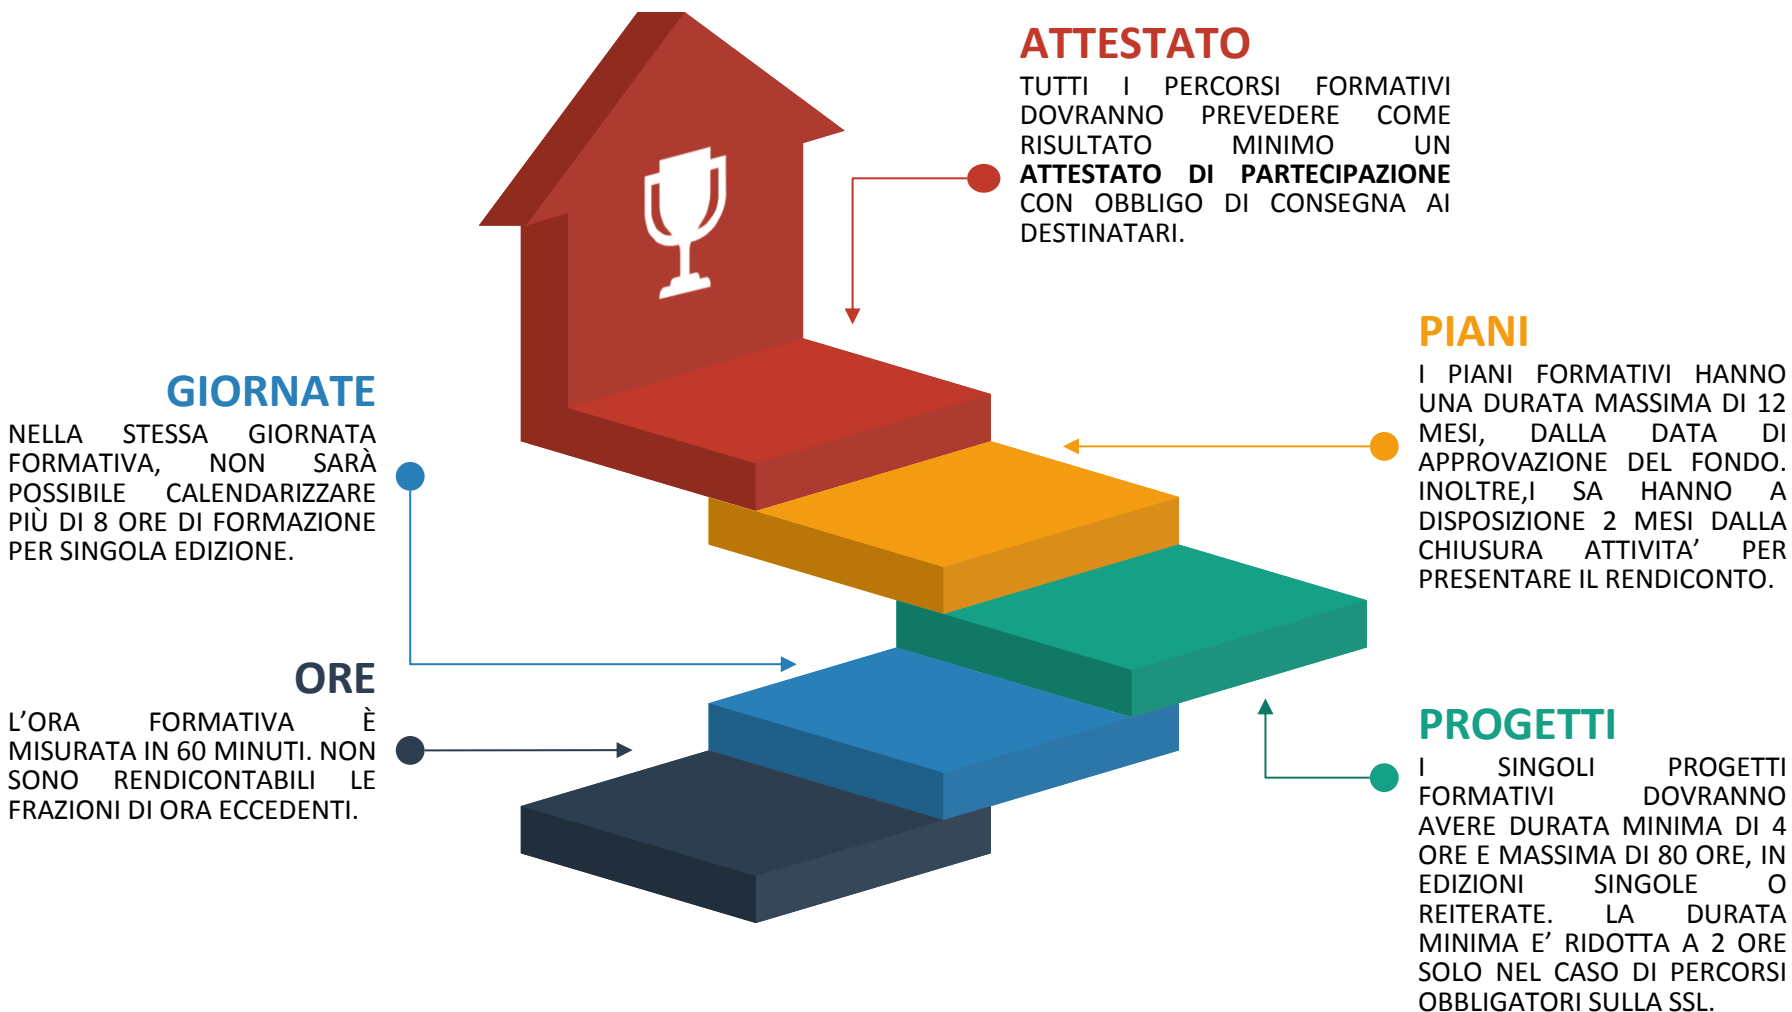 ATTESTATO
TUTTI I PERCORSI FORMATIVI
DOVRANNO PREVEDERE COME
RISULTATO MINIMO UN
ATTESTATO DI PARTECIPAZIONE
CON OBBLIGO DI CONSEGNA AI
DESTINATARI.
PIANI
I PIANI FORMATIVI HANNO
UNA DURATA MASSIMA DI 12
MESI, DALLA DATA DI
APPROVAZIONE DEL FONDO.
INOLTRE,I SA HANNO A
DISPOSIZIONE 2 MESI DALLA
CHIUSURA ATTIVITA’ PER
PRESENTARE IL RENDICONTO.
GIORNATE
NELLA STESSA GIORNATA
FORMATIVA, NON SARÀ
POSSIBILE CALENDARIZZARE
PIÙ DI 8 ORE DI FORMAZIONE
PER SINGOLA EDIZIONE.
ORE
L’ORA FORMATIVA È
MISURATA IN 60 MINUTI. NON
SONO RENDICONTABILI LE
FRAZIONI DI ORA ECCEDENTI.
PROGETTI
I SINGOLI PROGETTI
FORMATIVI DOVRANNO
AVERE DURATA MINIMA DI 4
ORE E MASSIMA DI 80 ORE, IN
EDIZIONI SINGOLE O
REITERATE. LA DURATA
MINIMA E’ RIDOTTA A 2 ORE
SOLO NEL CASO DI PERCORSI
OBBLIGATORI SULLA SSL.